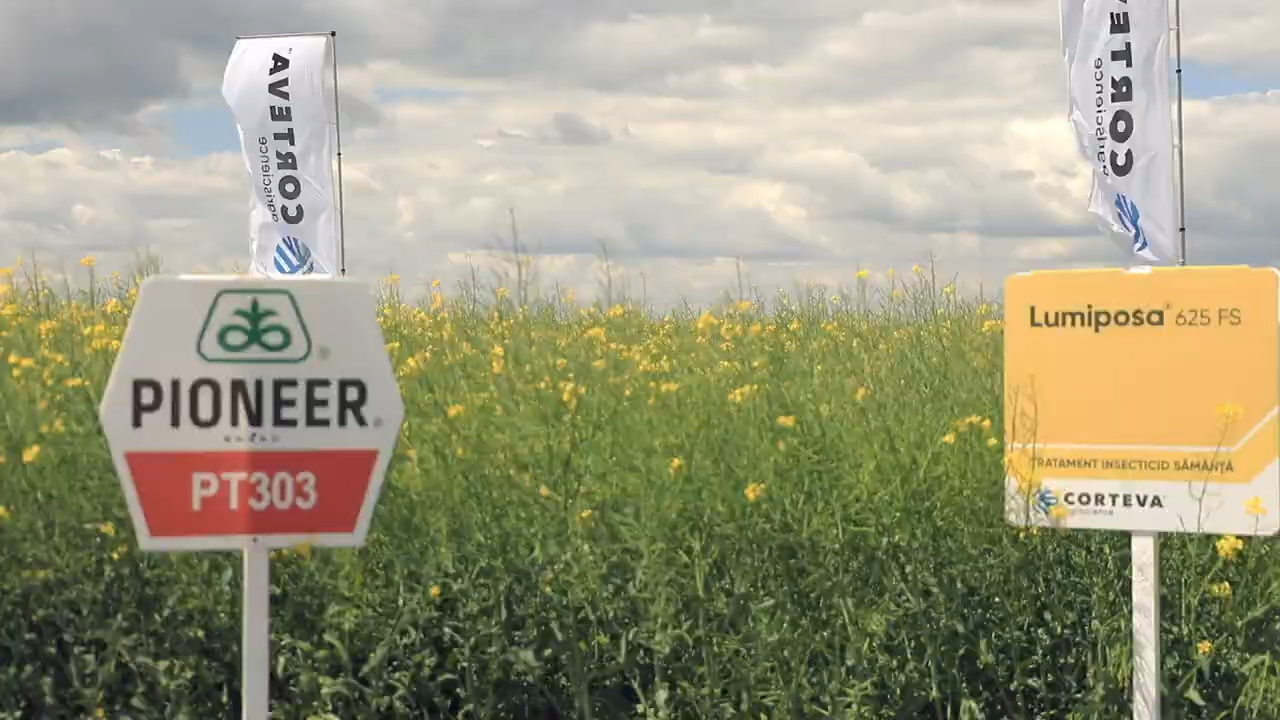 CORTEVA
agriscience
PIONEER
PT303
CORTEVA
agriscience
Lumiposa® 625 FS
TRATAMENT INSECTICID SĂMÂNȚĂ
CORTEVA